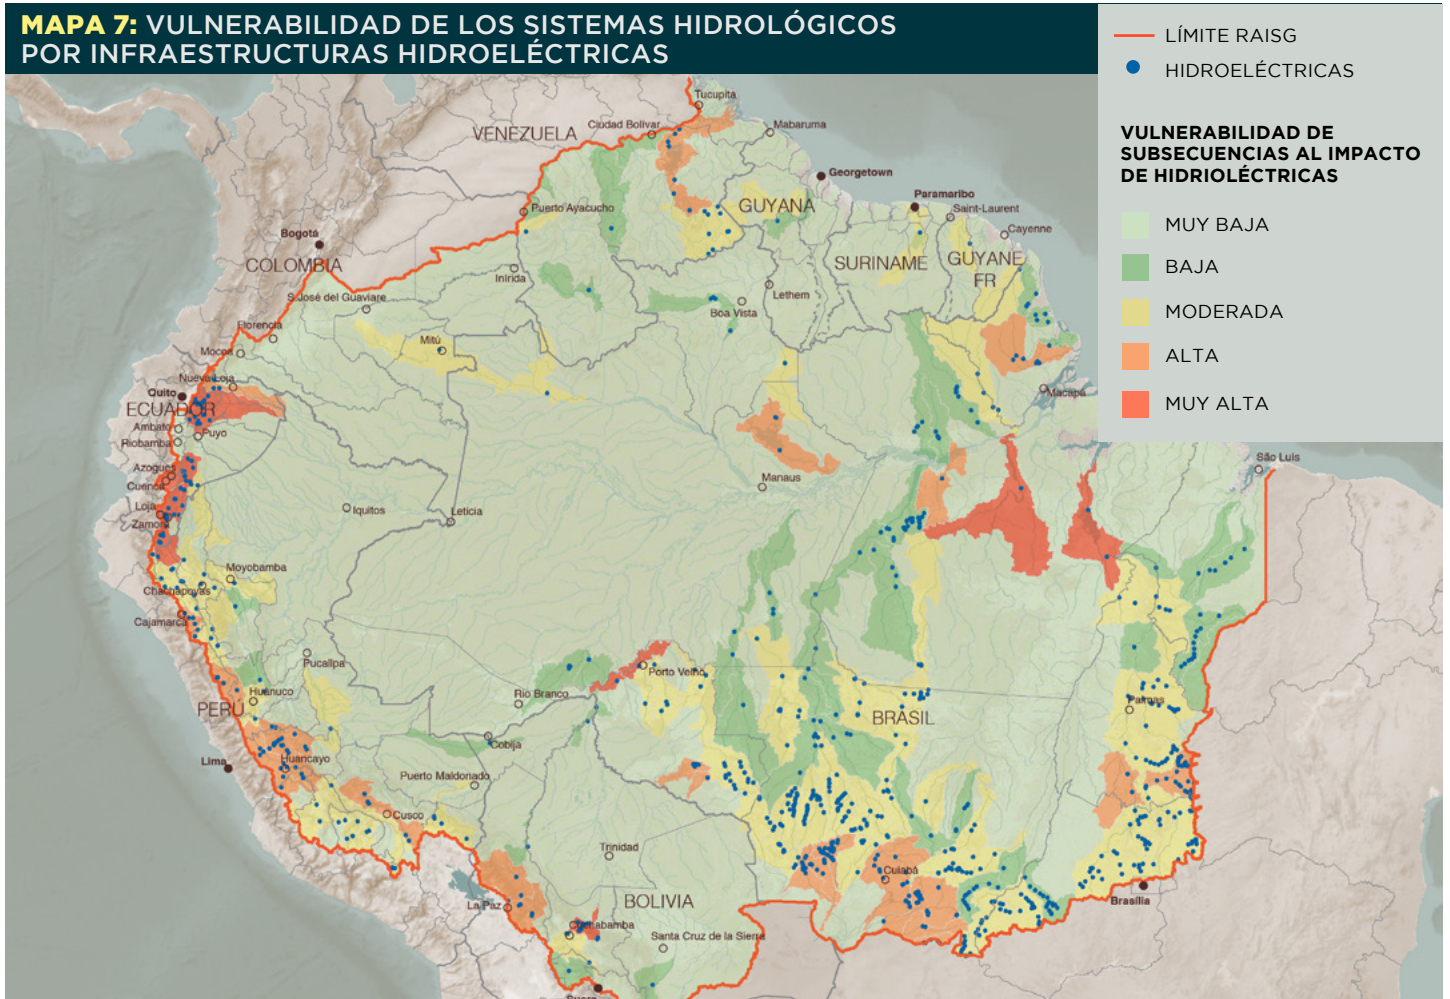 MAPA 7: VULNERABILIDAD DE LOS SISTEMAS HIDROLÓGICOS
POR INFRAESTRUCTURAS HIDROELÉCTRICAS
LÍMITE RAISG
HIDROELÉCTRICAS
VULNERABILIDAD DE
SUBSECUENCIAS AL IMPACTO
DE HIDRIOLÉCTRICAS
MUY BAJA
BAJA
MODERADA
ALTA
MUY ALTA
Tucupita
VENEZUELA
Ciudad Bolivar
Mabaruma
Georgetown
Paramaribo
Puerto Ayacucho
GUYANA
Saint-Laurent
Cayenne
Bogotá
COLOMBIA
SURINAME
GUYANE
FR
Inirida
Lethem
S.José del Guaviare
Boa Vista
Florencia
Mitú
Mocoa
Nueva Loja
Quito
Macapá
ECUADOR
Ambato
Puyo
Riobamba
São Luis
Azogues
Manaus
Cuenca
Loja
Iquitos
Leticia
Zamora
Moyobamba
Chachapoyas
Cajamarca
Pucallpa
Porto Velho
Huánuco
Rio Branco
PERÚ
Palmas
BRASIL
Cobija
Lima
Huancayo
Puerto Maldonado
Cusco
Trinidad
Cuiabá
Brasília
La Paz
BOLIVIA
Cochabamba
Santa Cruz de la Sierra
Sucre